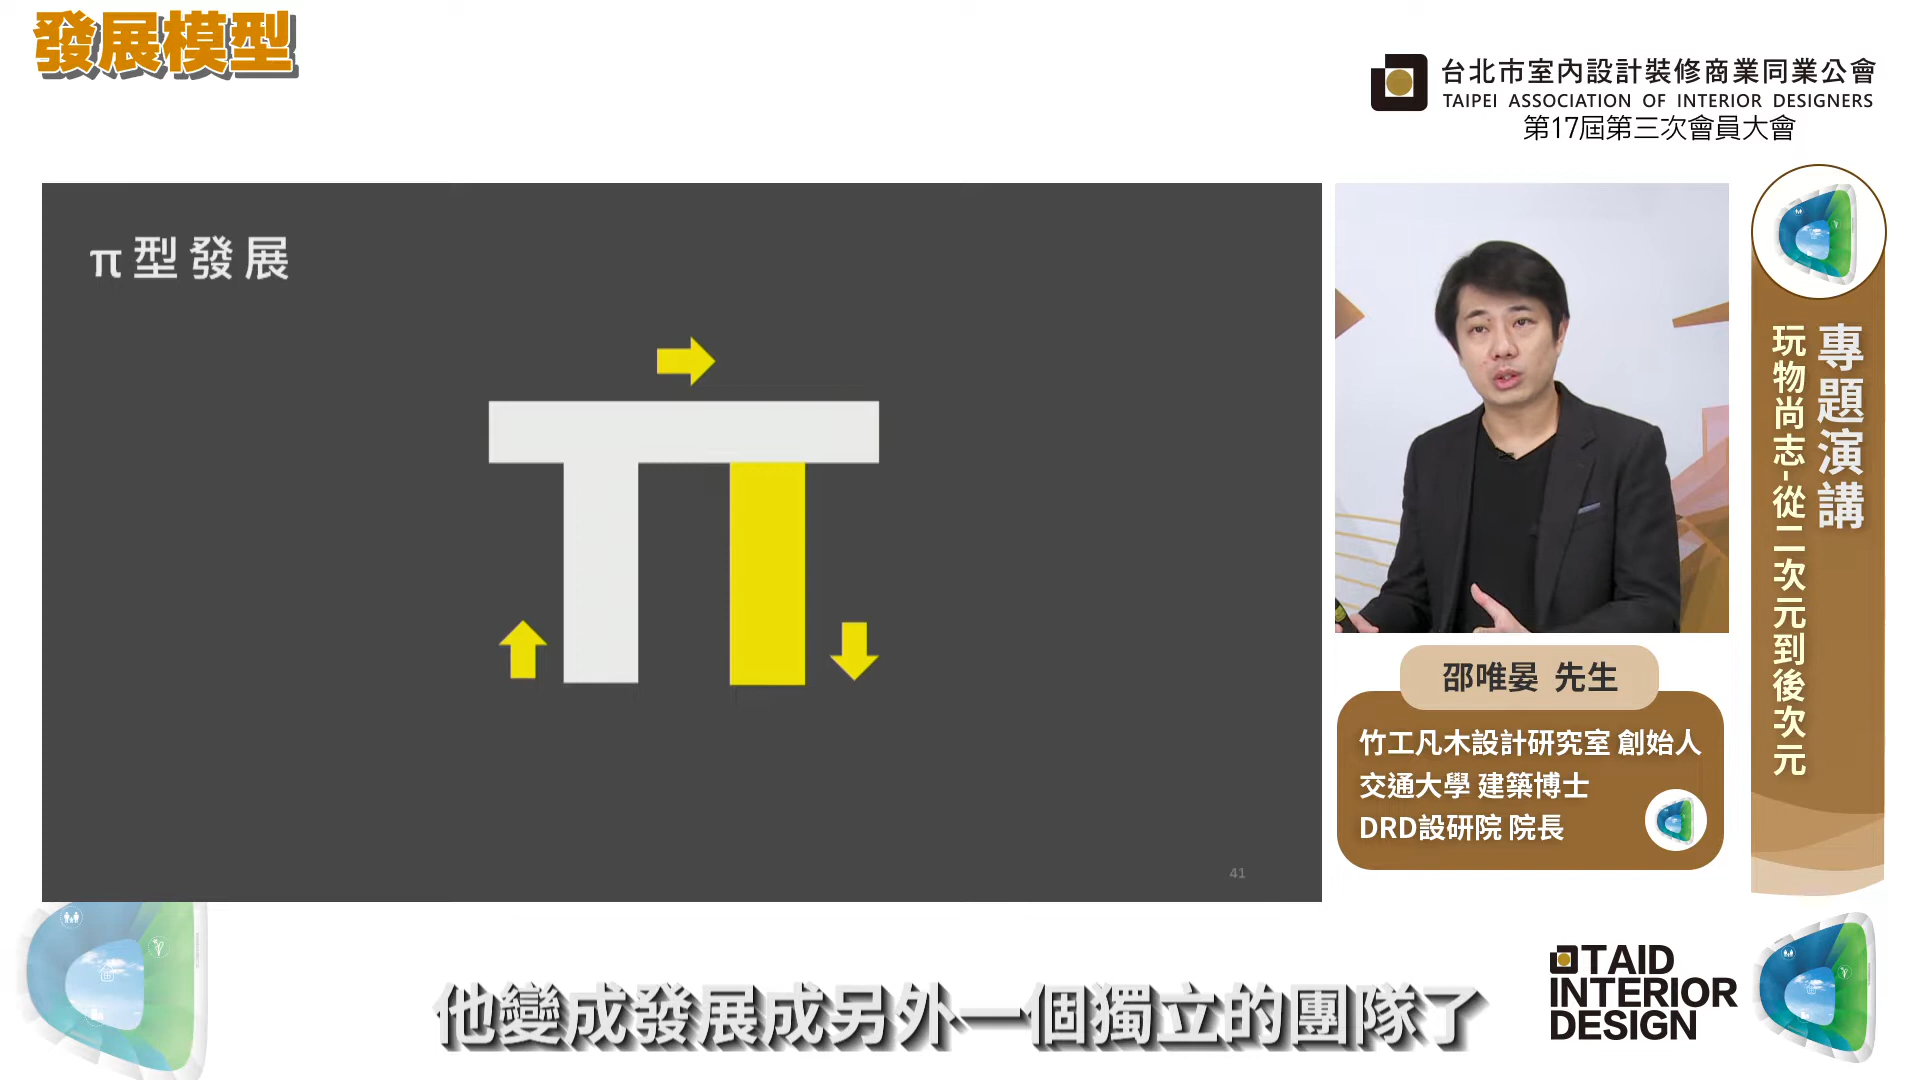 發展模型
台北市室內設計裝修商業同業公會
TAIPEI ASSOCIATION OF INTERIOR DESIGNERS
第17屆第三次會員大會
π型發展
41
專題演講
玩物尚志-從二次元到後次元
邵唯晏 先生
竹工凡木設計研究室 創始人
交通大學 建築博士
DRD設研院 院長
他變成發展成另外一個獨立的團隊了
TAID
INTERIOR
DESIGN